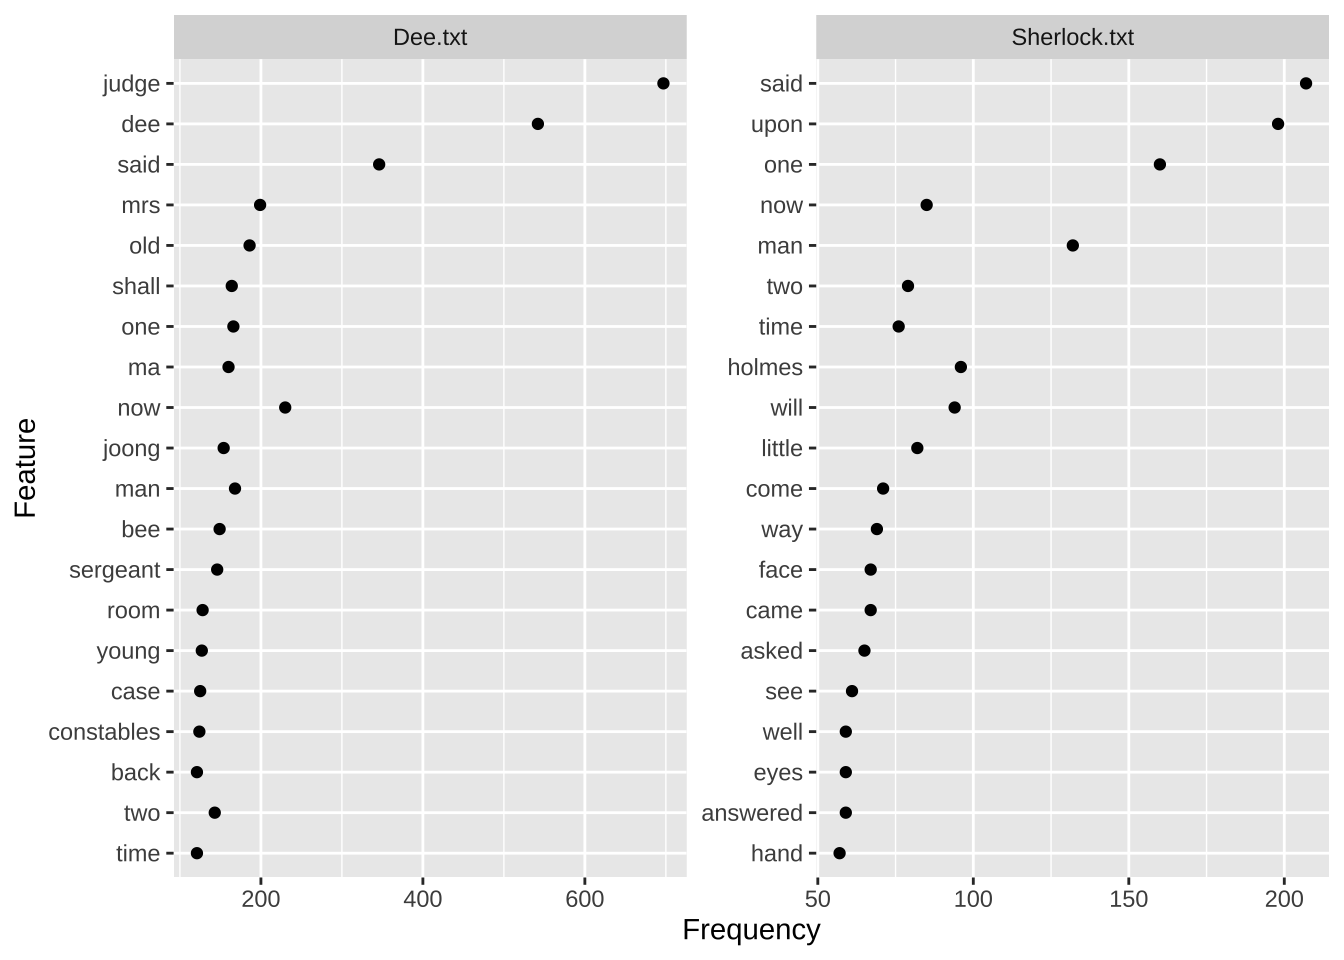 Dee.txt
Sherlock.txt
Feature
judge
dee
said
mrs
old
shall
one
ma
now
joong
man
bee
sergeant
room
young
case
constables
back
two
time
200 400 600
said
upon
one
now
man
two
time
holmes
will
little
come
way
face
came
asked
see
well
eyes
answered
hand
50 100 150 200
Frequency